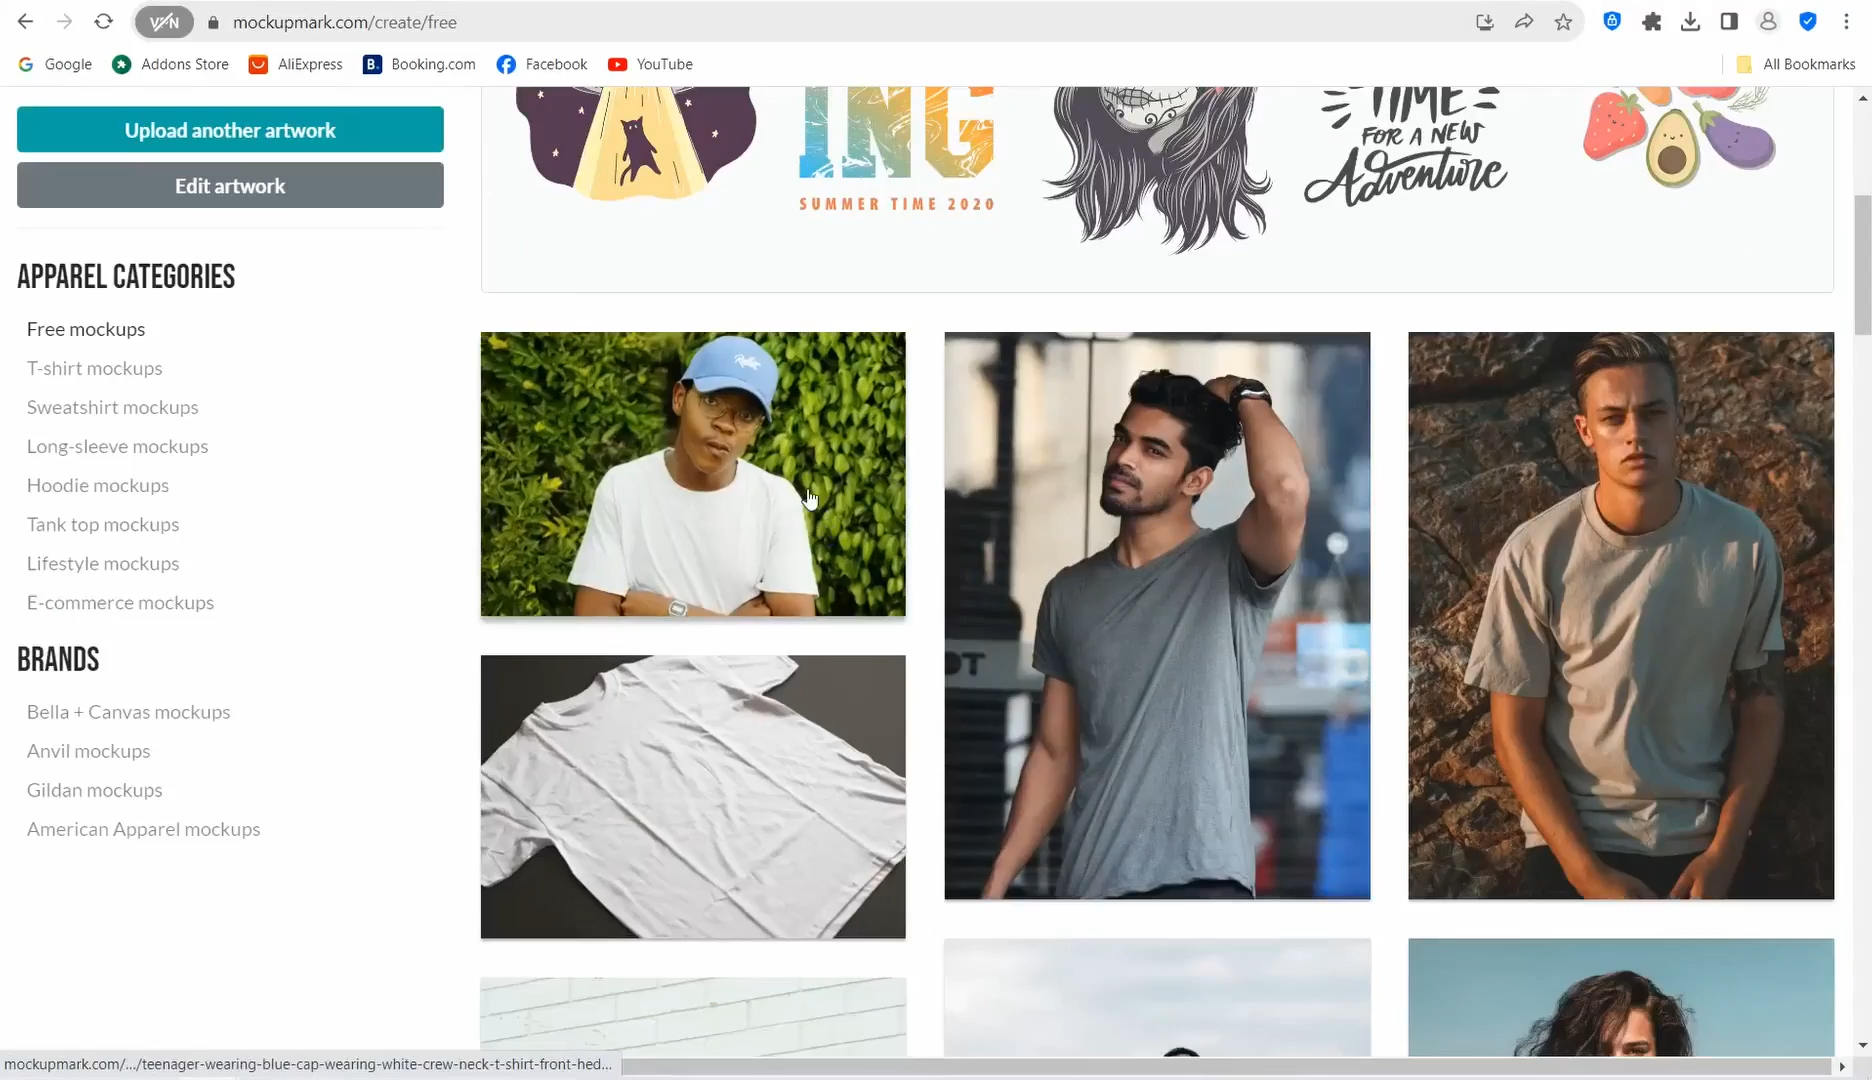 VPN
mockupmark.com/create/free
Google
Addons Store
AliExpress
B.
Booking.com
Facebook
YouTube
All Bookmarks
Upload another artwork
Edit artwork
ING
SUMMER TIME 2020
TIME
FOR A NEW
Adventure
APPAREL CATEGORIES
Free mockups
T-shirt mockups
Sweatshirt mockups
Long-sleeve mockups
Hoodie mockups
Tank top mockups
Lifestyle mockups
E-commerce mockups
BRANDS
Bella + Canvas mockups
Anvil mockups
Gildan mockups
American Apparel mockups
OT
mockupmark.com/.../teenager-wearing-blue-cap-wearing-white-crew-neck-t-shirt-front-hed...